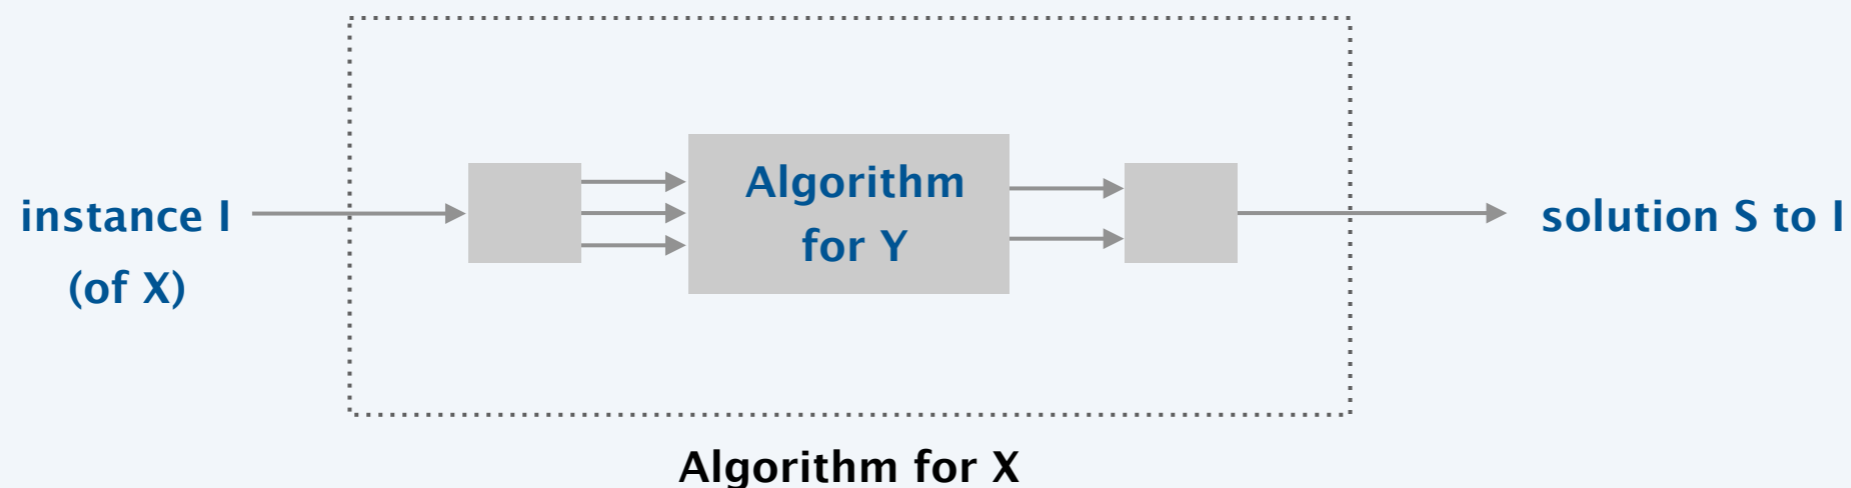 instance I
(of X)
Algorithm
for Y
solution S to I
Algorithm for X